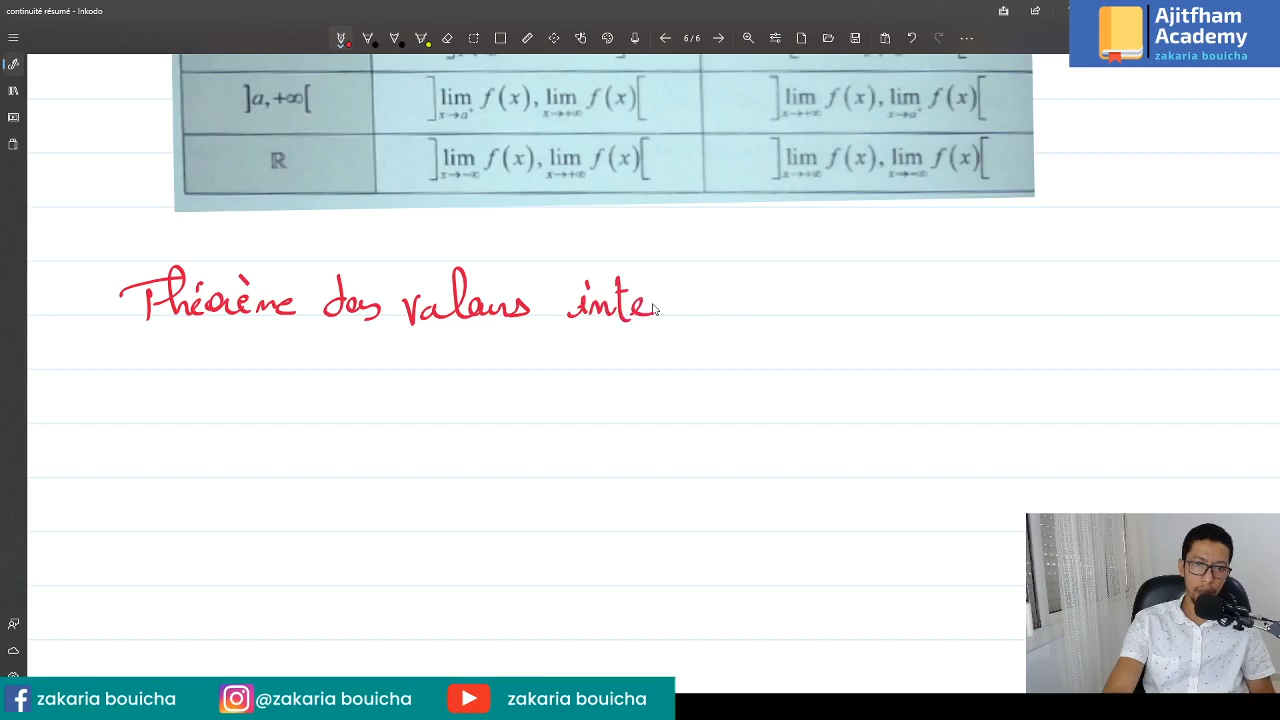 continuité résumé - Inkodo
Ajitfham
Academy
zakaria bouicha
6/6
]a,+∞[ ]lim x→a⁺ f(x), lim x→+∞ f(x)[ ]lim x→+∞ f(x), lim x→a⁺ f(x)[
ℝ ]lim x→-∞ f(x), lim x→+∞ f(x)[ ]lim x→+∞ f(x), lim x→-∞ f(x)[
Théorème des valeurs inte
zakaria bouicha @zakaria bouicha zakaria bouicha